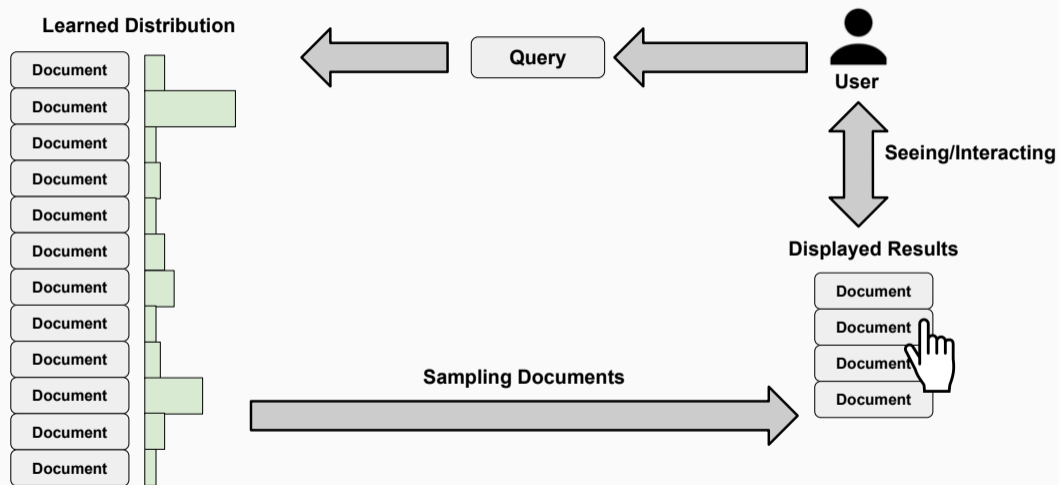 Learned Distribution
Document
Document
Document
Document
Document
Document
Document
Document
Document
Document
Document
Document
Query
User
Seeing/Interacting
Displayed Results
Document
Document
Document
Document
Sampling Documents